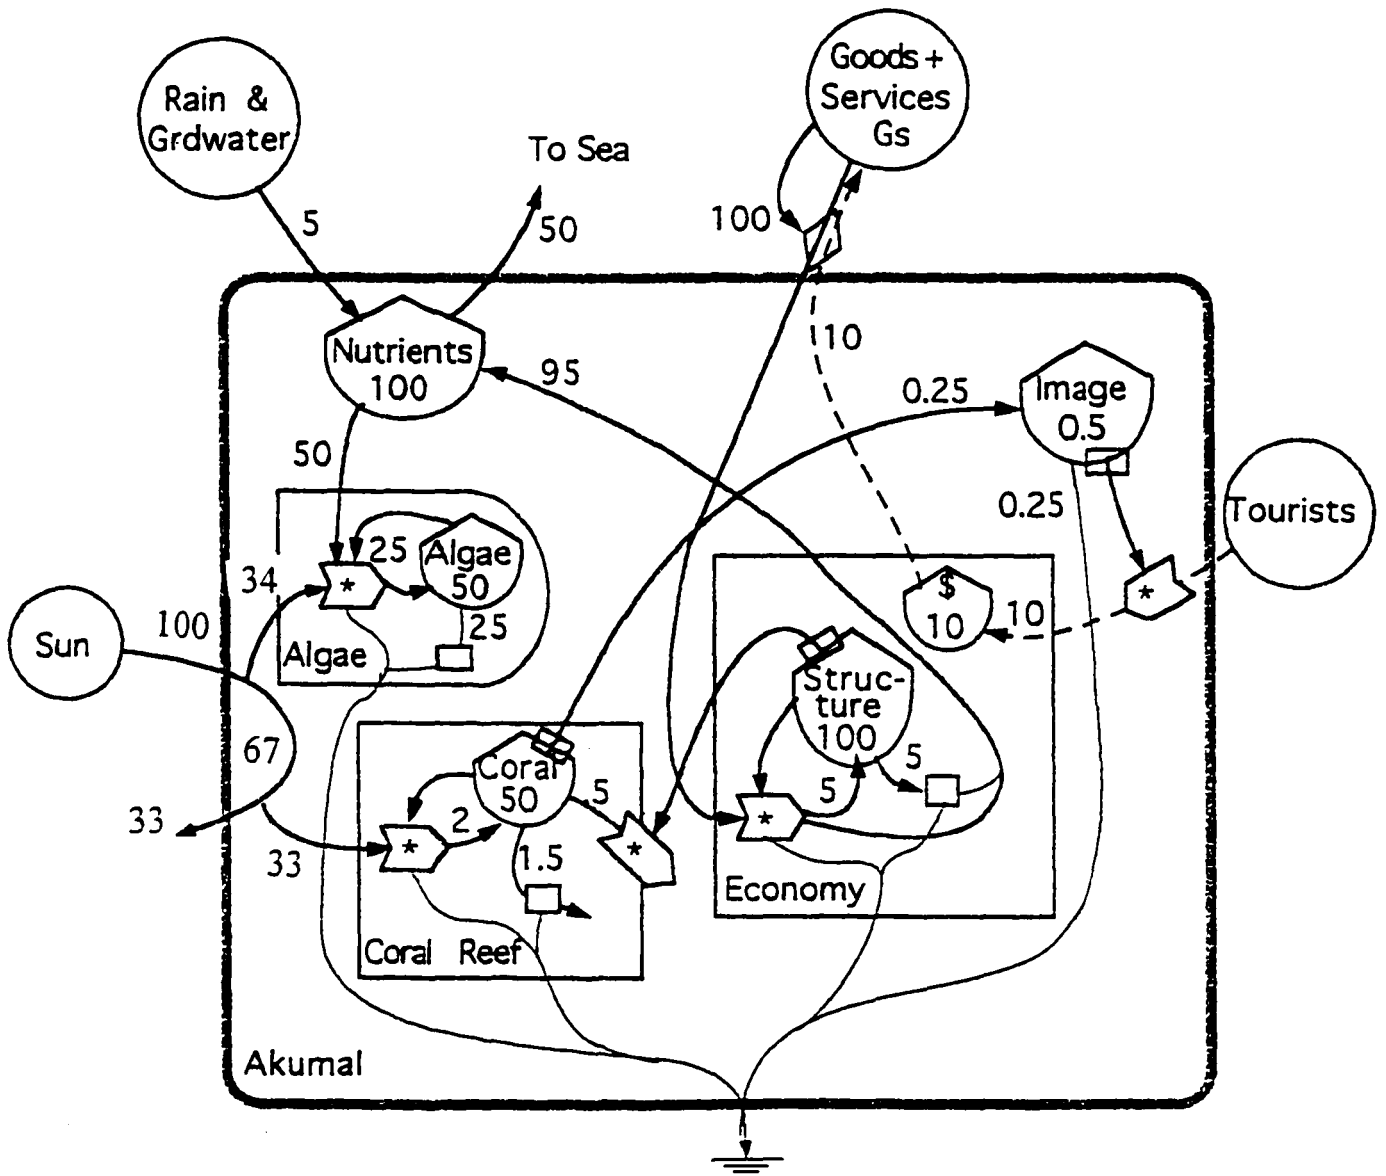 Goods +
Services
Gs
Rain &
Grdwater
To Sea
5
50
100
Nutrients
100
95
10
0.25
Image
0.5
50
0.25
Tourists
Algae
50
25
34
*
25
Algae
Sun
100
$
10
10
*
Struc-
ture
100
5
5
*
Economy
67
33
33
Coral
50
.5
2
*
1.5
*
Coral Reef
Akumal